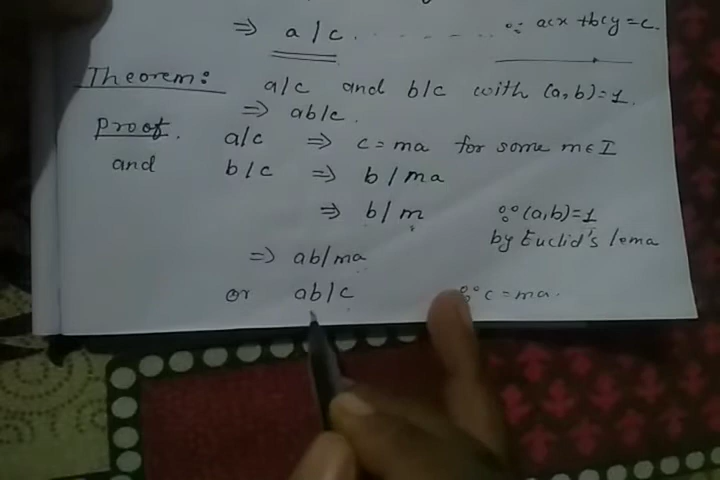 ⇒ a/c. ∵ acx + bcy = c.
Theorem: a/c and b/c with (a,b)=1.
⇒ ab/c.
Proof. a/c ⇒ c = ma for some m ∈ I
and b/c ⇒ b/ma
⇒ b/m ∵ (a,b)=1
by Euclid's lema
⇒ ab/ma
or ab/c ∵ c = ma.